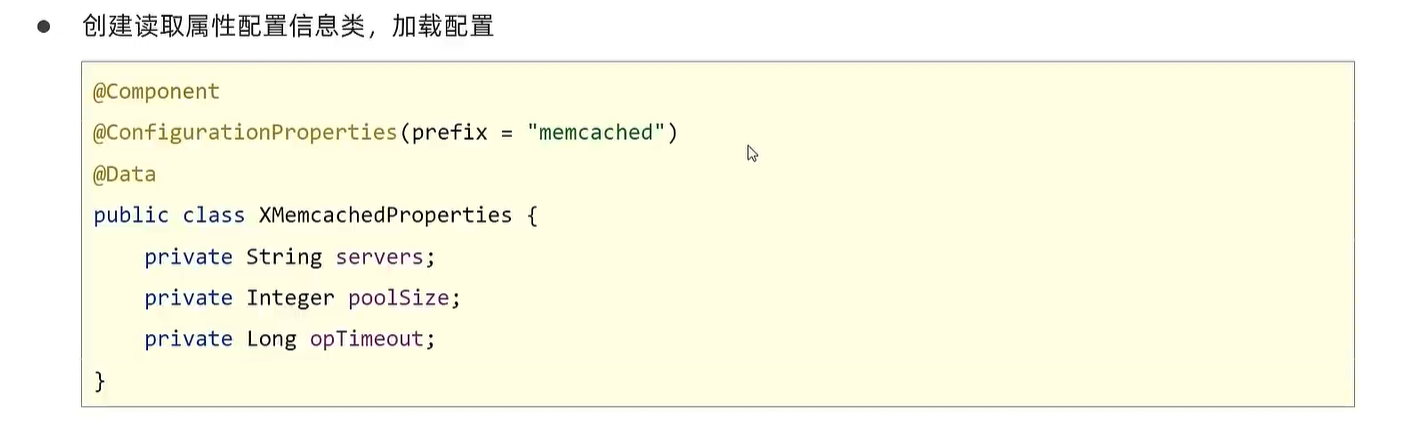 创建读取属性配置信息类，加载配置
@Component
@ConfigurationProperties(prefix = "memcached")
@Data
public class XMemcachedProperties {
    private String servers;
    private Integer poolSize;
    private Long opTimeout;
}